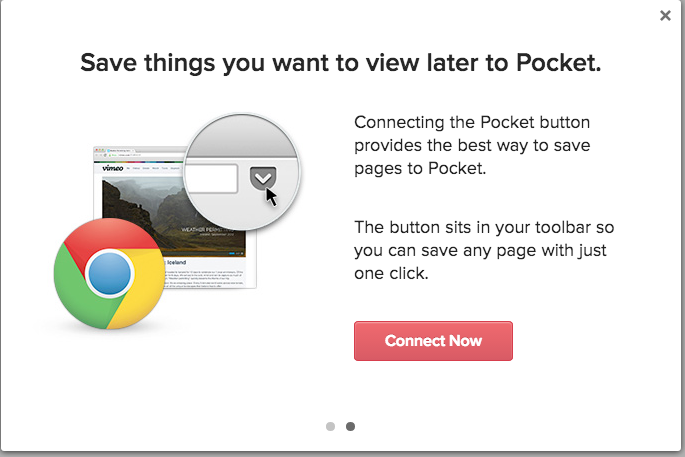 Save things you want to view later to Pocket.
Connecting the Pocket button
provides the best way to save
pages to Pocket.
The button sits in your toolbar so
you can save any page with just
one click.
Connect Now
vimeo
WEATHER PERMITTING
Iceland